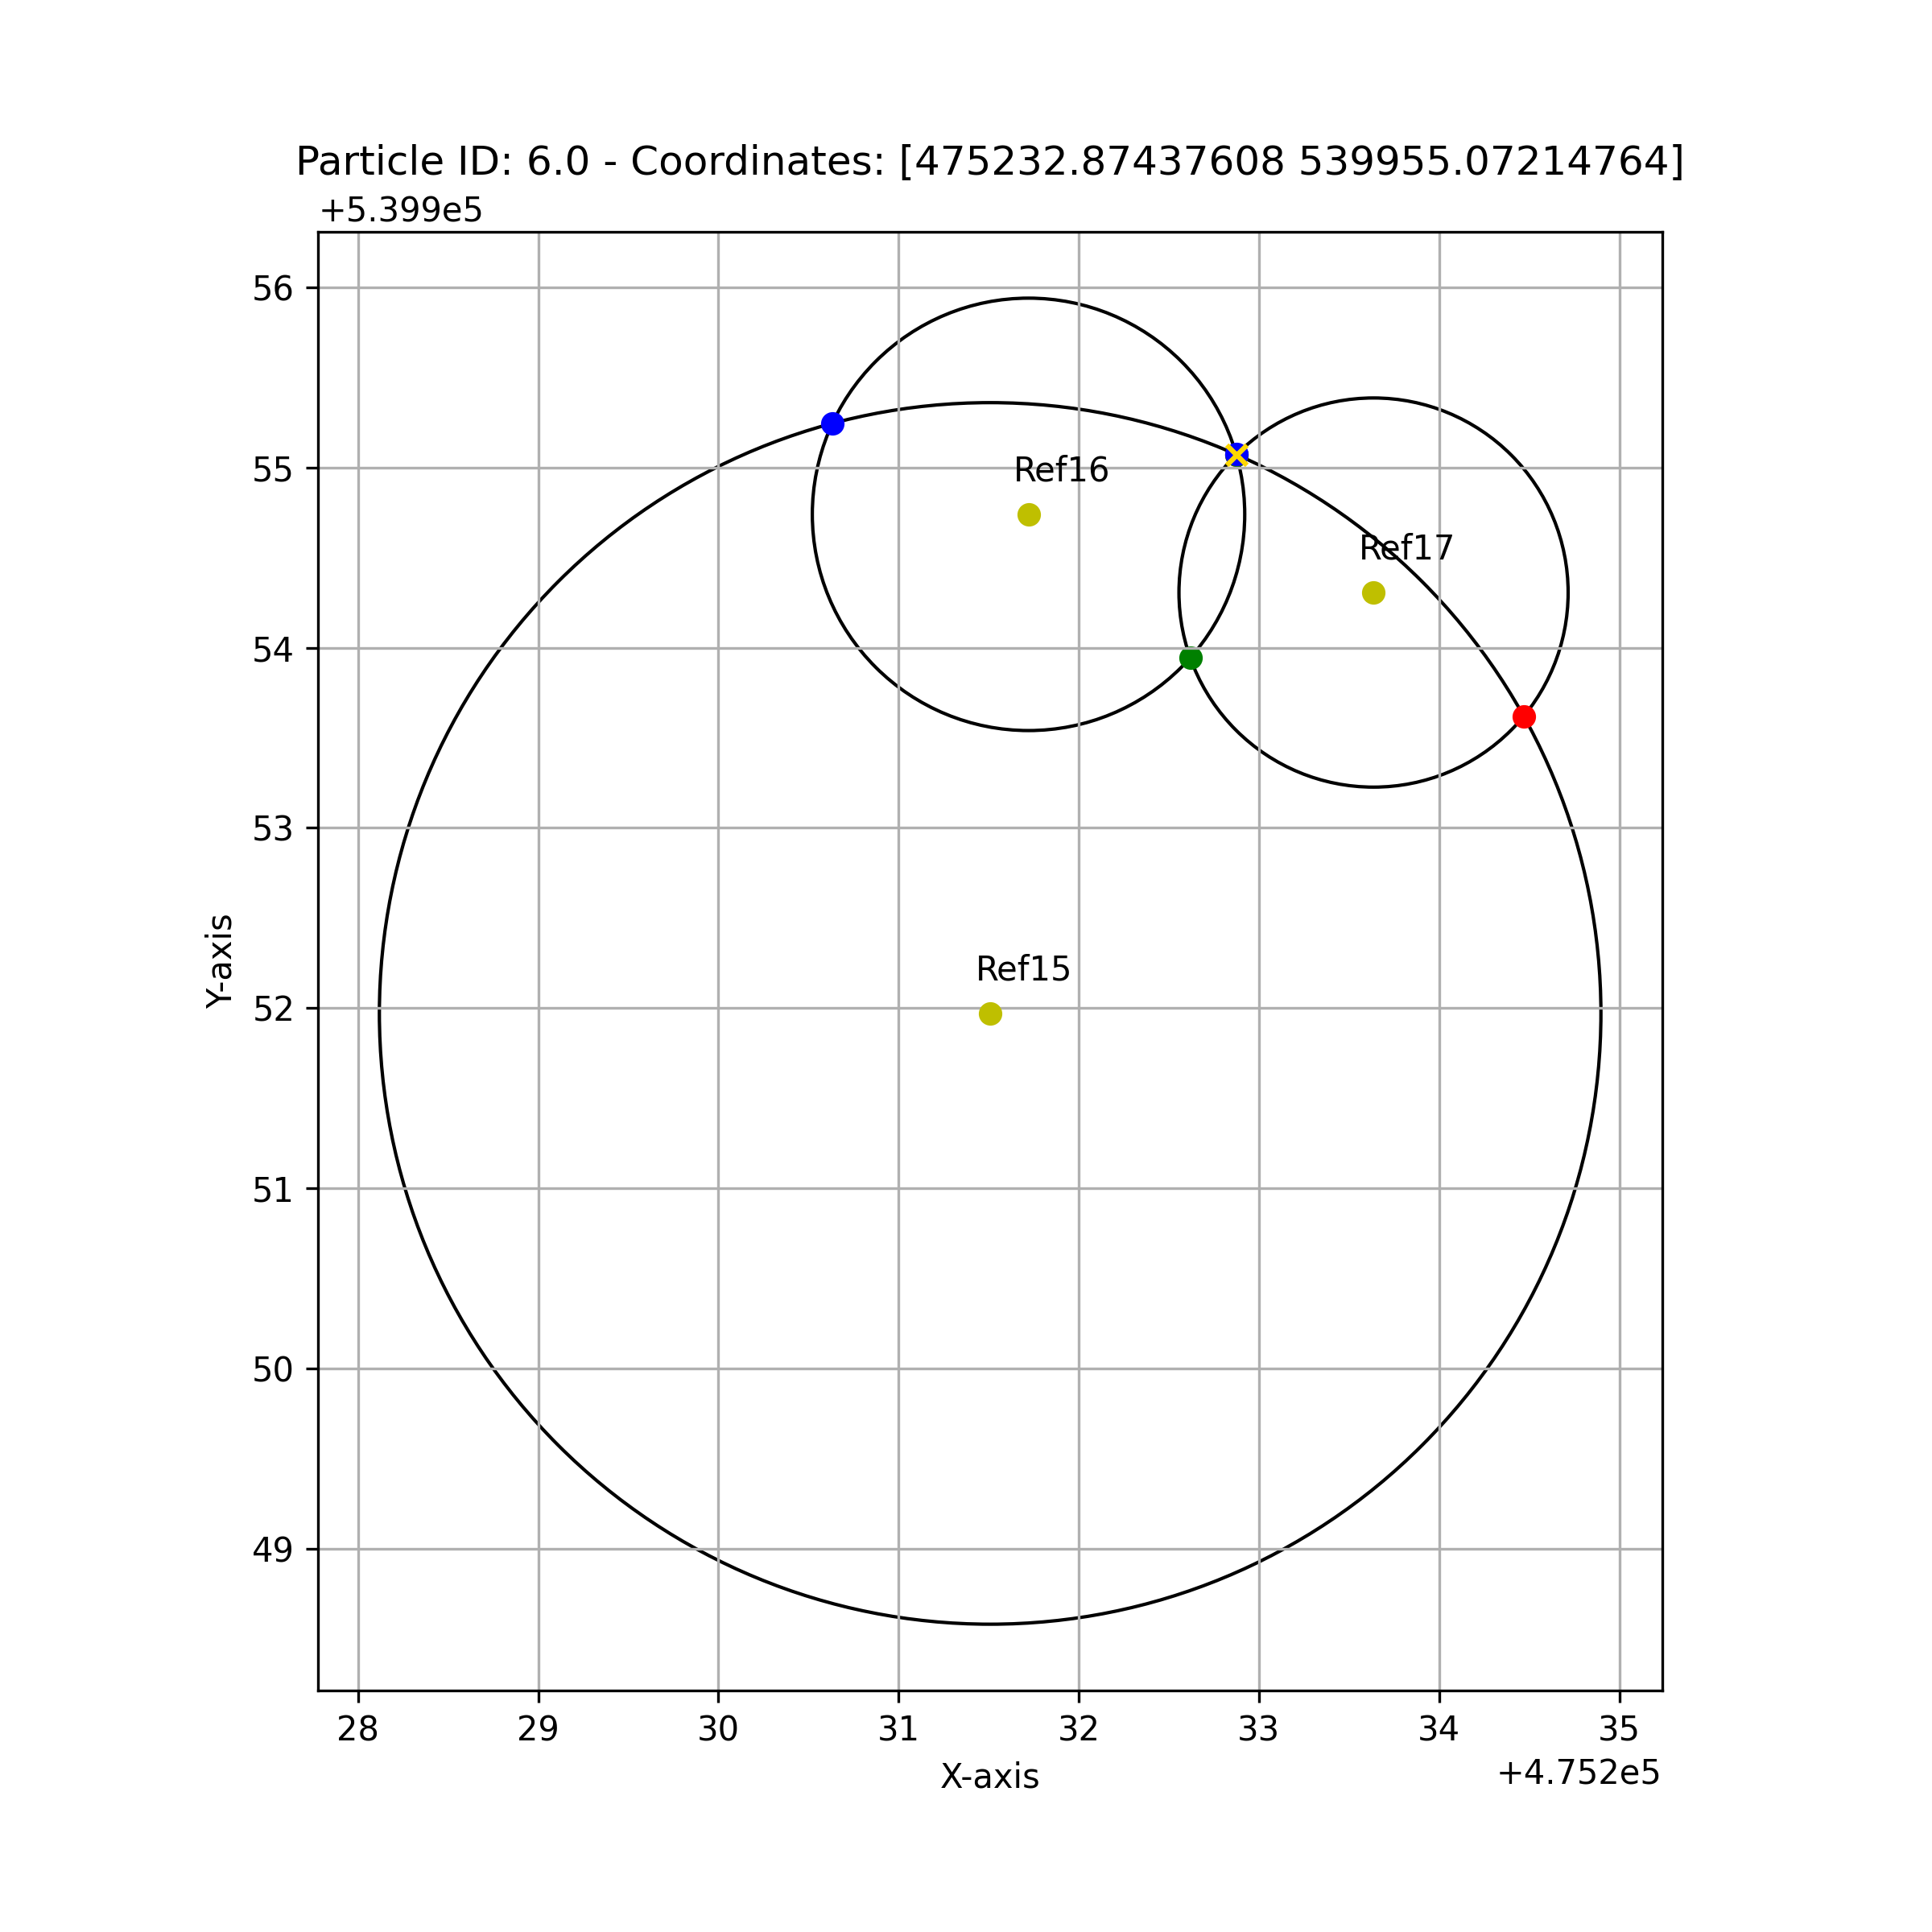 Particle ID: 6.0 - Coordinates: [475232.87437608 539955.07214764]
+5.399e5
56
55
54
53
52
51
50
49
Y-axis
Ref16
Ref17
Ref15
28 29 30 31 32 33 34 35
X-axis
+4.752e5